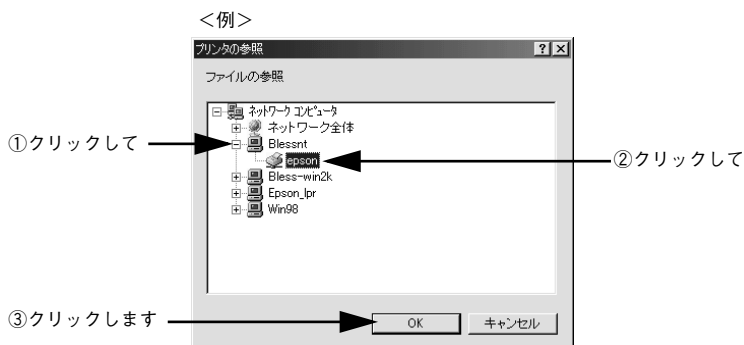 ＜例＞
プリンタの参照
ファイルの参照
ネットワーク コンピュータ
ネットワーク全体
①クリックして
Blessnt
epson
②クリックして
Bless-win2k
Epson_lpr
Win98
③クリックします
OK
キャンセル